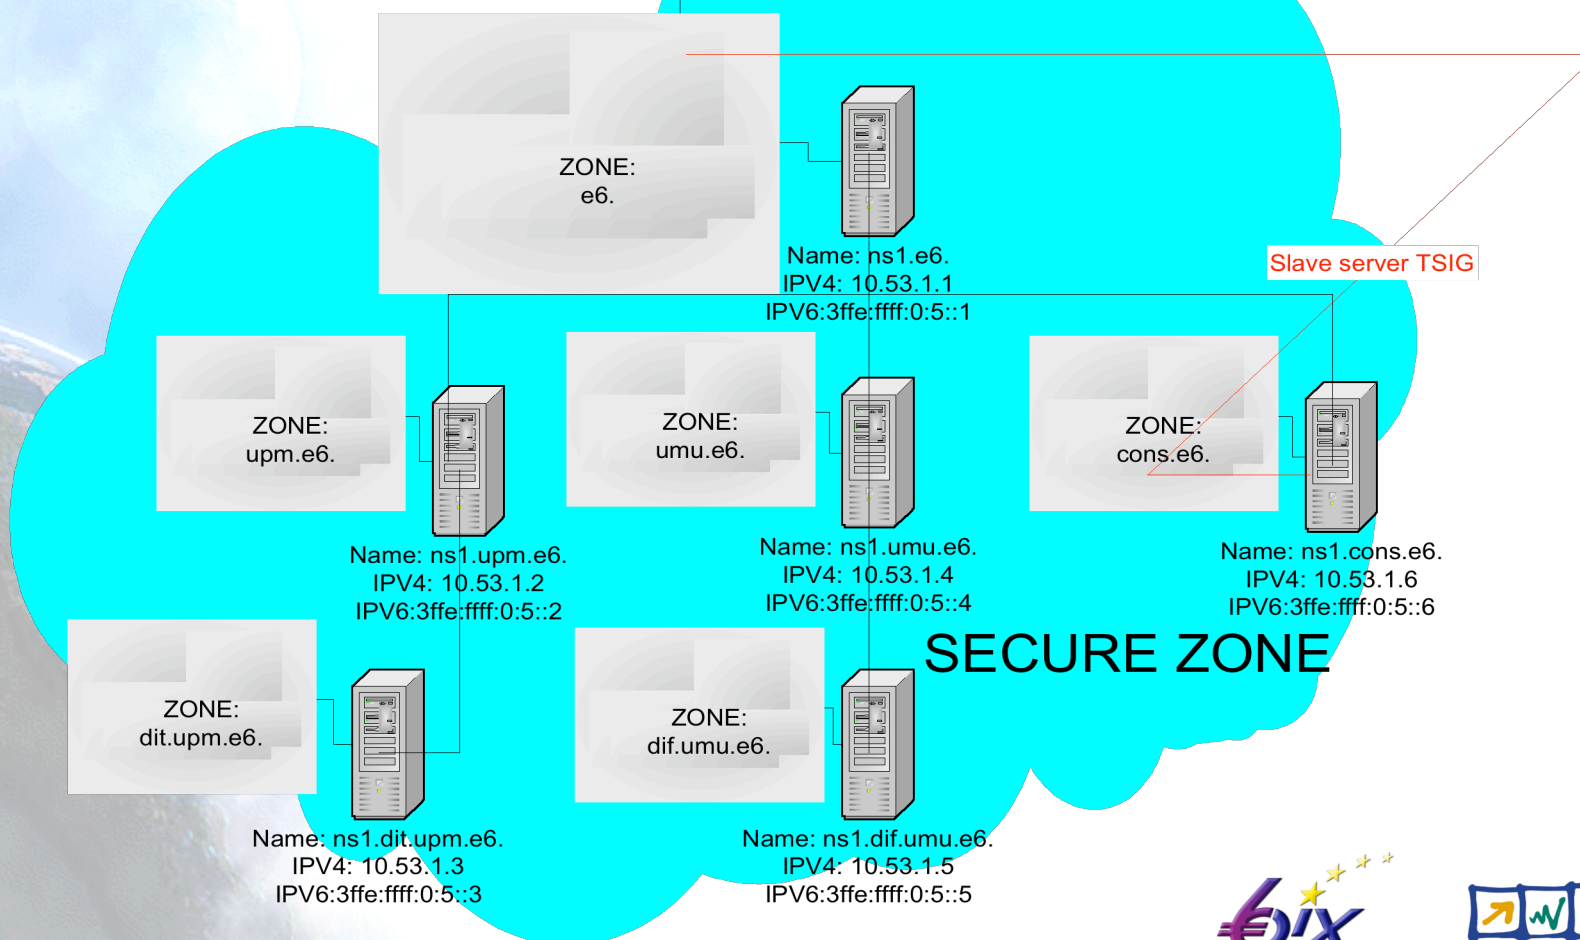 ZONE:
e6.
Name: ns1.e6.
IPV4: 10.53.1.1
IPV6:3ffe:ffff:0:5::1
Slave server TSIG
ZONE:
upm.e6.
ZONE:
umu.e6.
ZONE:
cons.e6.
Name: ns1.upm.e6.
IPV4: 10.53.1.2
IPV6:3ffe:ffff:0:5::2
Name: ns1.umu.e6.
IPV4: 10.53.1.4
IPV6:3ffe:ffff:0:5::4
Name: ns1.cons.e6.
IPV4: 10.53.1.6
IPV6:3ffe:ffff:0:5::6
SECURE ZONE
ZONE:
dit.upm.e6.
ZONE:
dif.umu.e6.
Name: ns1.dit.upm.e6.
IPV4: 10.53.1.3
IPV6:3ffe:ffff:0:5::3
Name: ns1.dif.umu.e6.
IPV4: 10.53.1.5
IPV6:3ffe:ffff:0:5::5